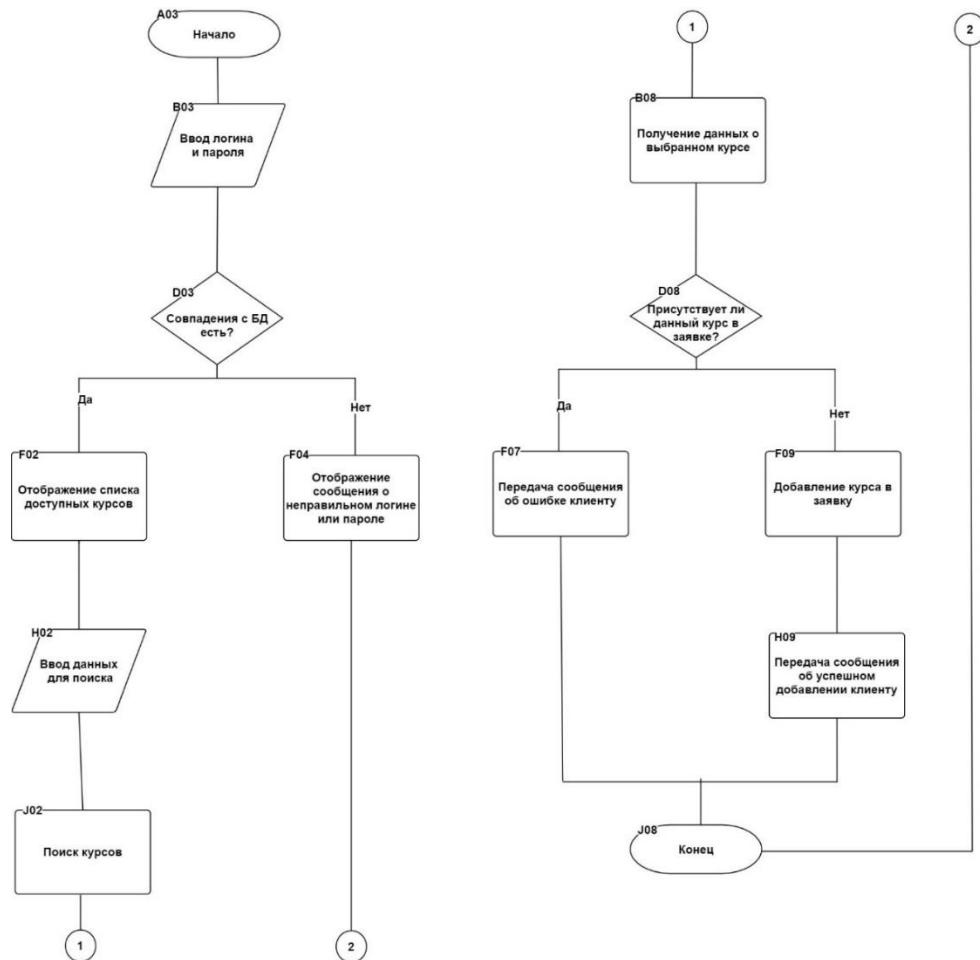 A03
Начало
B03
Ввод логина
и пароля
D03
Совпадения с БД
есть?
Да
Нет
F02
Отображение списка
доступных курсов
F04
Отображение
сообщения о
неправильном логине
или пароле
H02
Ввод данных
для поиска
J02
Поиск курсов
1
2
1
2
B08
Получение данных о
выбранном курсе
D08
Присутствует ли
данный курс в
заявке?
Да
Нет
F07
Передача сообщения
об ошибке клиенту
F09
Добавление курса в
заявку
H09
Передача сообщения
об успешном
добавлении клиенту
J08
Конец